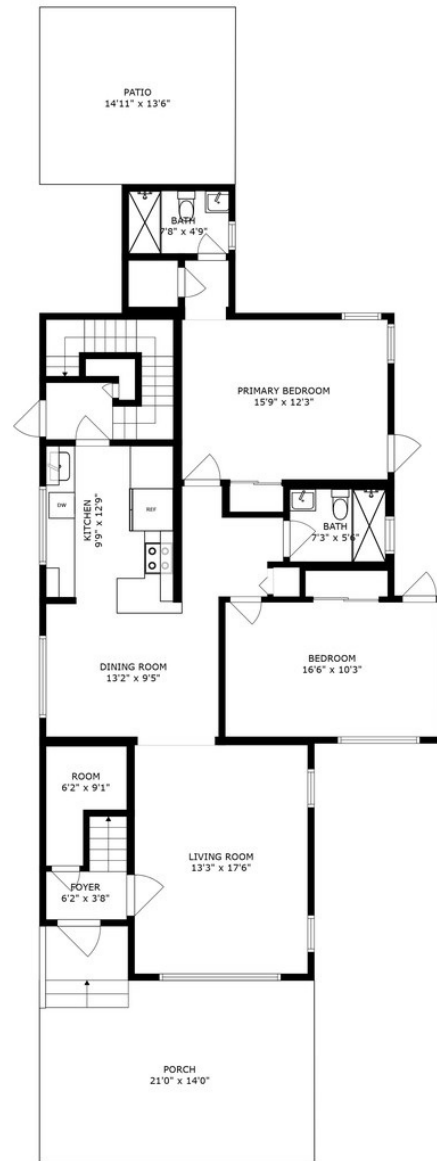 PATIO
14'11" x 13'6"
BATH
7'8" x 4'9"
PRIMARY BEDROOM
15'9" x 12'3"
KITCHEN
9'9" x 12'9"
DW
REF
BATH
7'3" x 5'6"
DINING ROOM
13'2" x 9'5"
BEDROOM
16'6" x 10'3"
ROOM
6'2" x 9'1"
LIVING ROOM
13'3" x 17'6"
FOYER
6'2" x 3'8"
PORCH
21'0" x 14'0"